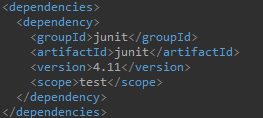 <dependencies>
  <dependency>
    <groupId>junit</groupId>
    <artifactId>junit</artifactId>
    <version>4.11</version>
    <scope>test</scope>
  </dependency>
</dependencies>